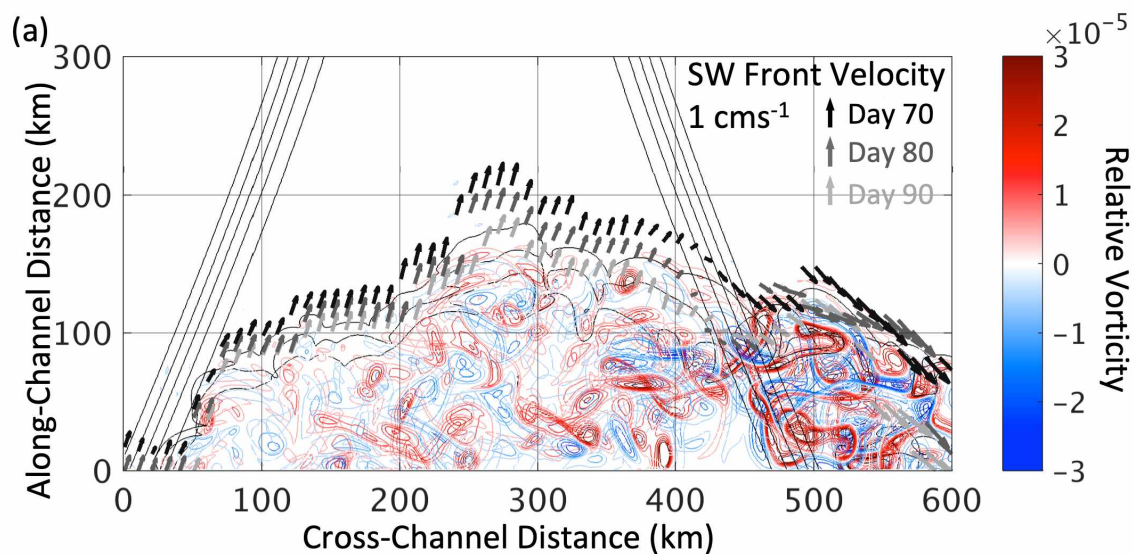 (a)
×10⁻⁵
300
200
100
0
Along-Channel Distance (km)
SW Front Velocity
1 cms⁻¹
Day 70
Day 80
Day 90
0 100 200 300 400 500 600
Cross-Channel Distance (km)
3
2
1
0
−1
−2
−3
Relative Vorticity